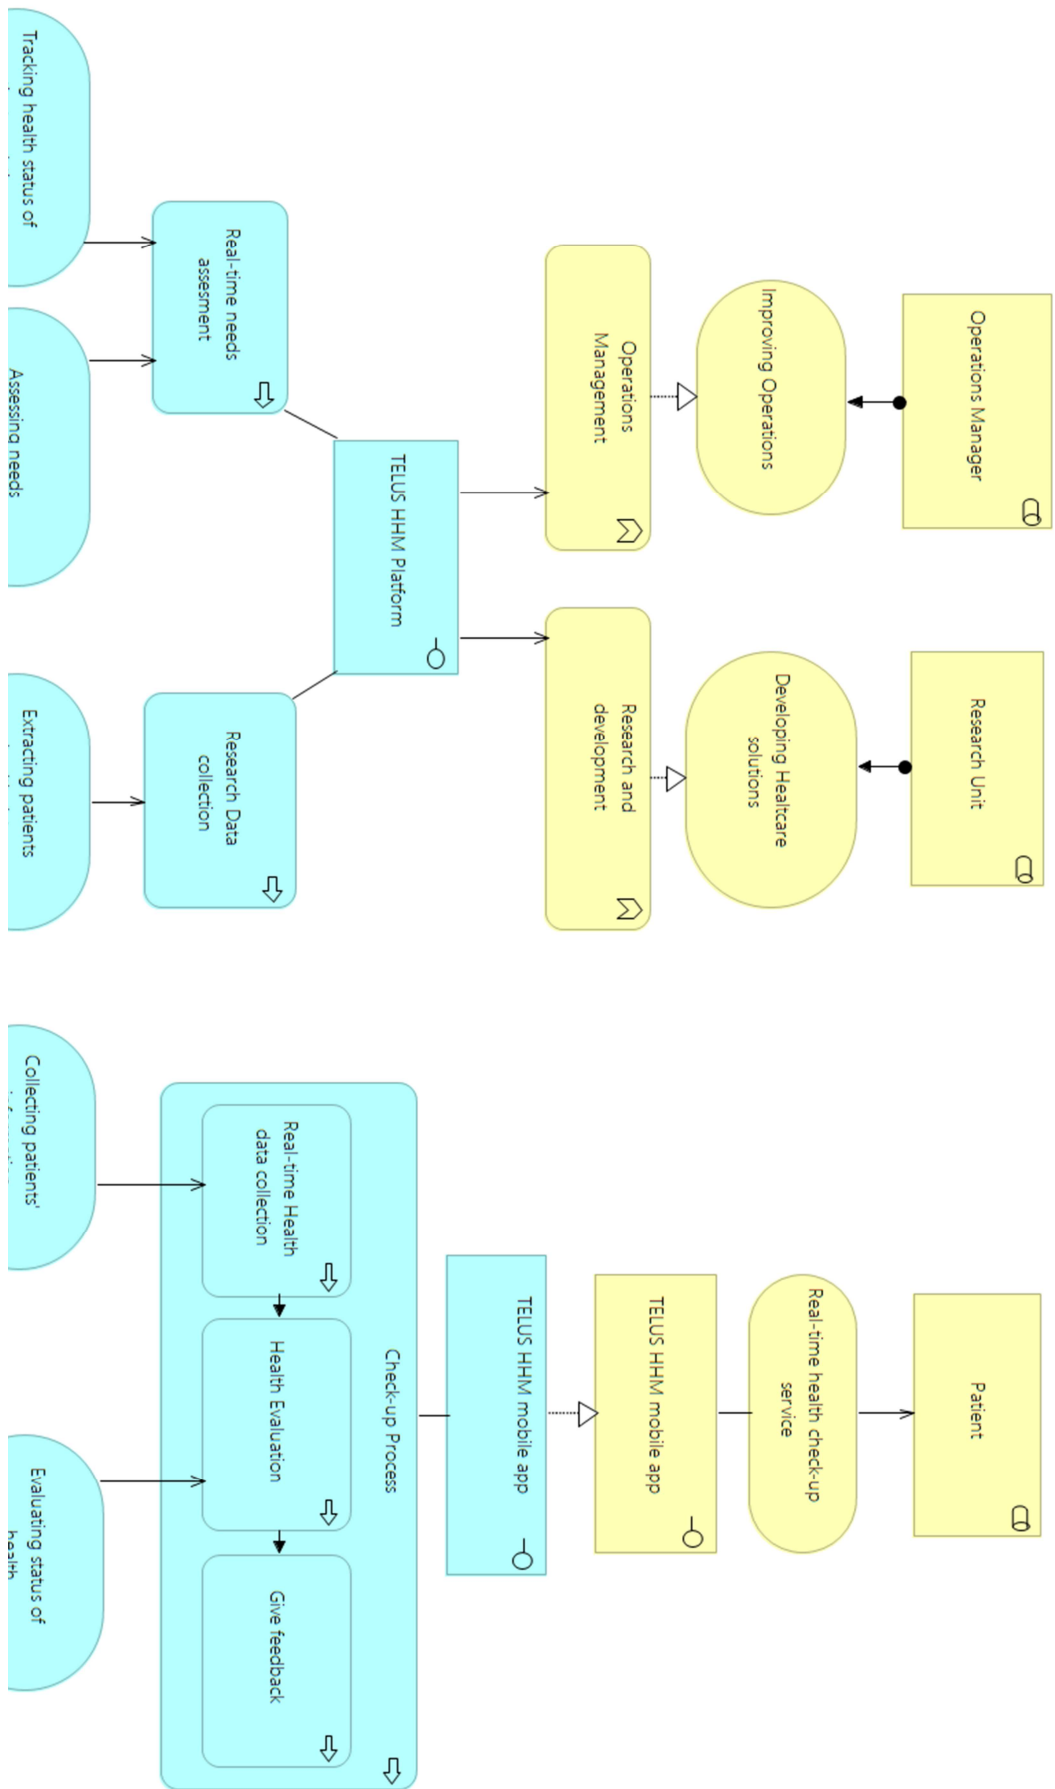 Operations Manager
Research Unit
Patient
Improving Operations
Developing Healtcare
solutions
Real-time health check-up
service
Operations
Management
Research and
development
TELUS HHM mobile app
TELUS HHM Platform
TELUS HHM mobile app
Real-time needs
assesment
Research Data
collection
Check-up Process
Real-time Health
data collection
Health Evaluation
Give feedback
Tracking health status of
Assessing needs
Extracting patients
Collecting patients'
Evaluating status of
health